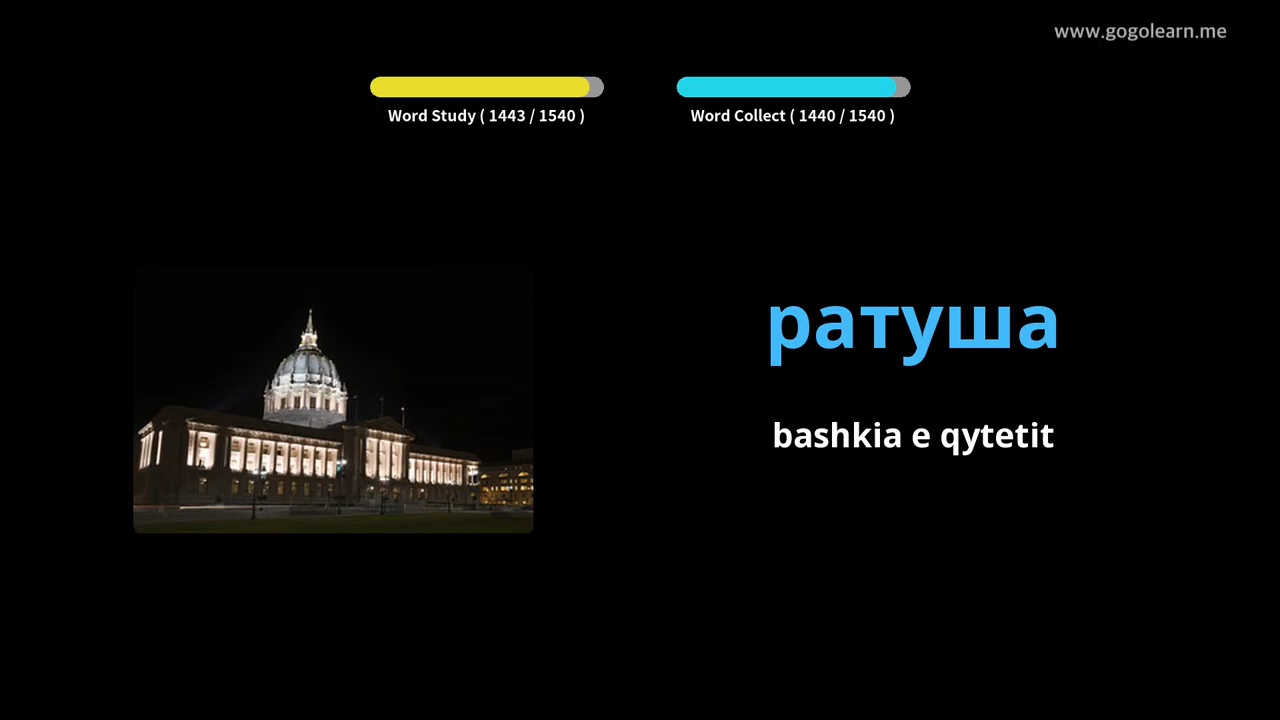 www.gogolearn.me
Word Study ( 1443 / 1540 )
Word Collect ( 1440 / 1540 )
ратуша
bashkia e qytetit